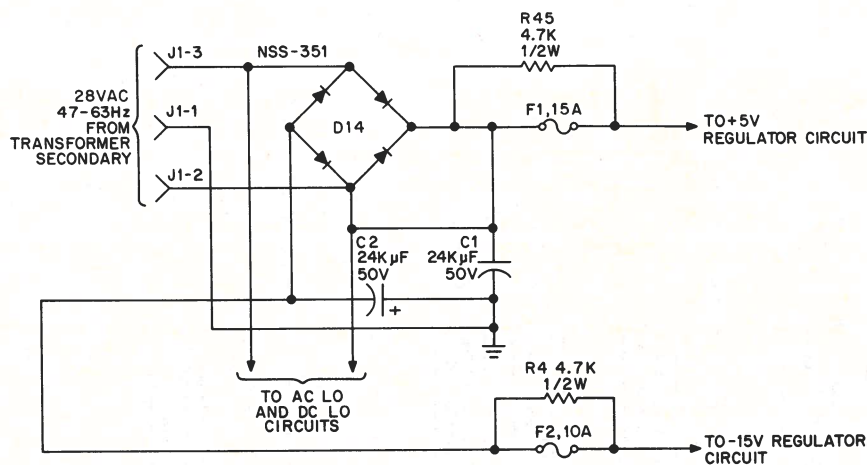 R45
4.7K
1/2W
J1-3
NSS-351
28VAC
47-63Hz
FROM
TRANSFORMER
SECONDARY
J1-1
D14
F1,15A
TO+5V
REGULATOR CIRCUIT
J1-2
C2
24KµF
50V
+
C1
24KµF
50V
TO AC LO
AND DC LO
CIRCUITS
R4 4.7K
1/2W
F2,10A
TO-15V REGULATOR
CIRCUIT